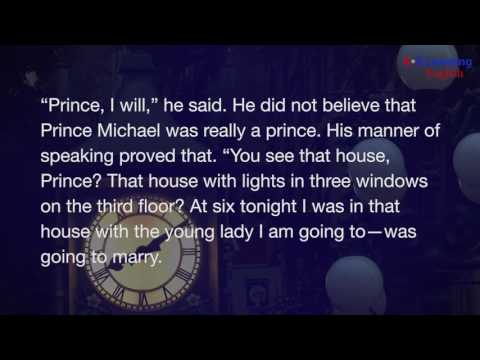 Learning
English
“Prince, I will,” he said. He did not believe that
Prince Michael was really a prince. His manner of
speaking proved that. “You see that house,
Prince? That house with lights in three windows
on the third floor? At six tonight I was in that
house with the young lady I am going to—was
going to marry.